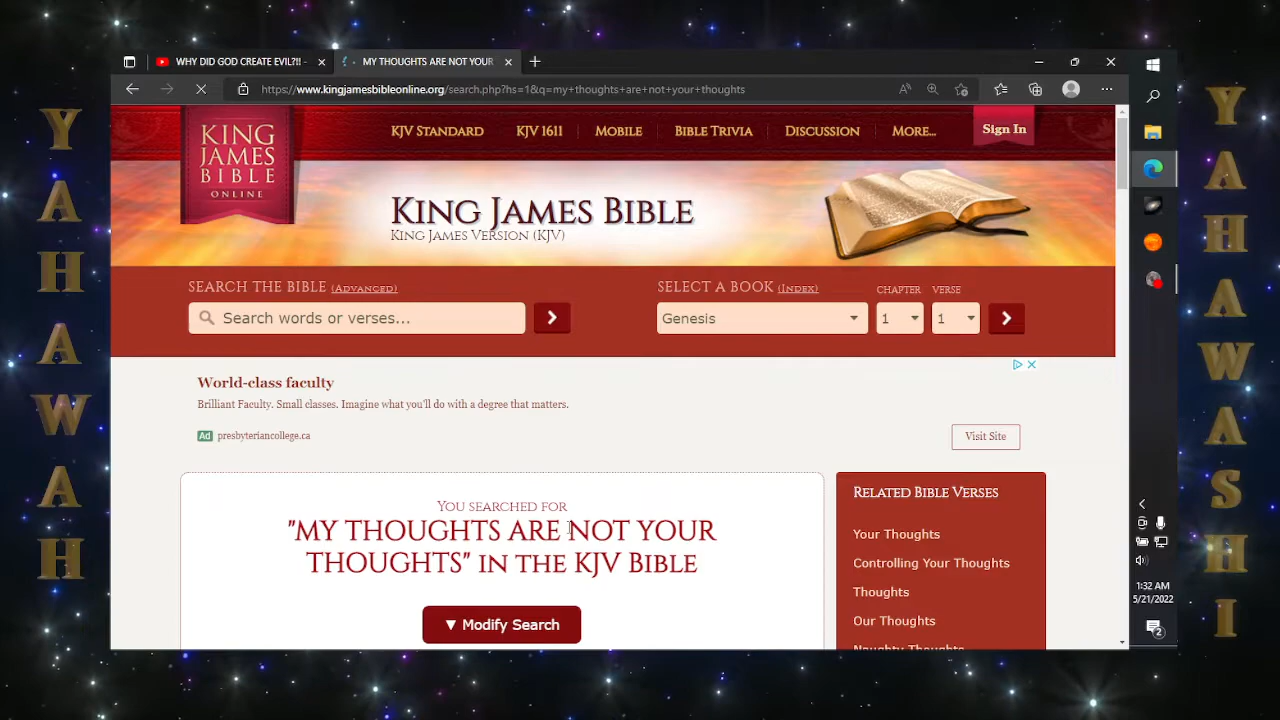 WHY DID GOD CREATE EVIL?!! -
MY THOUGHTS ARE NOT YOUR
https://www.kingjamesbibleonline.org/search.php?hs=1&q=my+thoughts+are+not+your+thoughts
KING
JAMES
BIBLE
ONLINE
KJV STANDARD
KJV 1611
MOBILE
BIBLE TRIVIA
DISCUSSION
MORE...
Sign In
KING JAMES BIBLE
KING JAMES VERSION (KJV)
SEARCH THE BIBLE (ADVANCED)
SELECT A BOOK (INDEX)
CHAPTER
VERSE
Search words or verses...
Genesis
1
1
World-class faculty
Brilliant Faculty. Small classes. Imagine what you'll do with a degree that matters.
Ad presbyteriancollege.ca
Visit Site
YOU SEARCHED FOR
"MY THOUGHTS ARE NOT YOUR
THOUGHTS" IN THE KJV BIBLE
▼ Modify Search
RELATED BIBLE VERSES
Your Thoughts
Controlling Your Thoughts
Thoughts
Our Thoughts
Naughty Thoughts
1:32 AM
5/21/2022
2
Y
A
H
A
W
A
H
Y
A
H
A
W
A
S
H
I